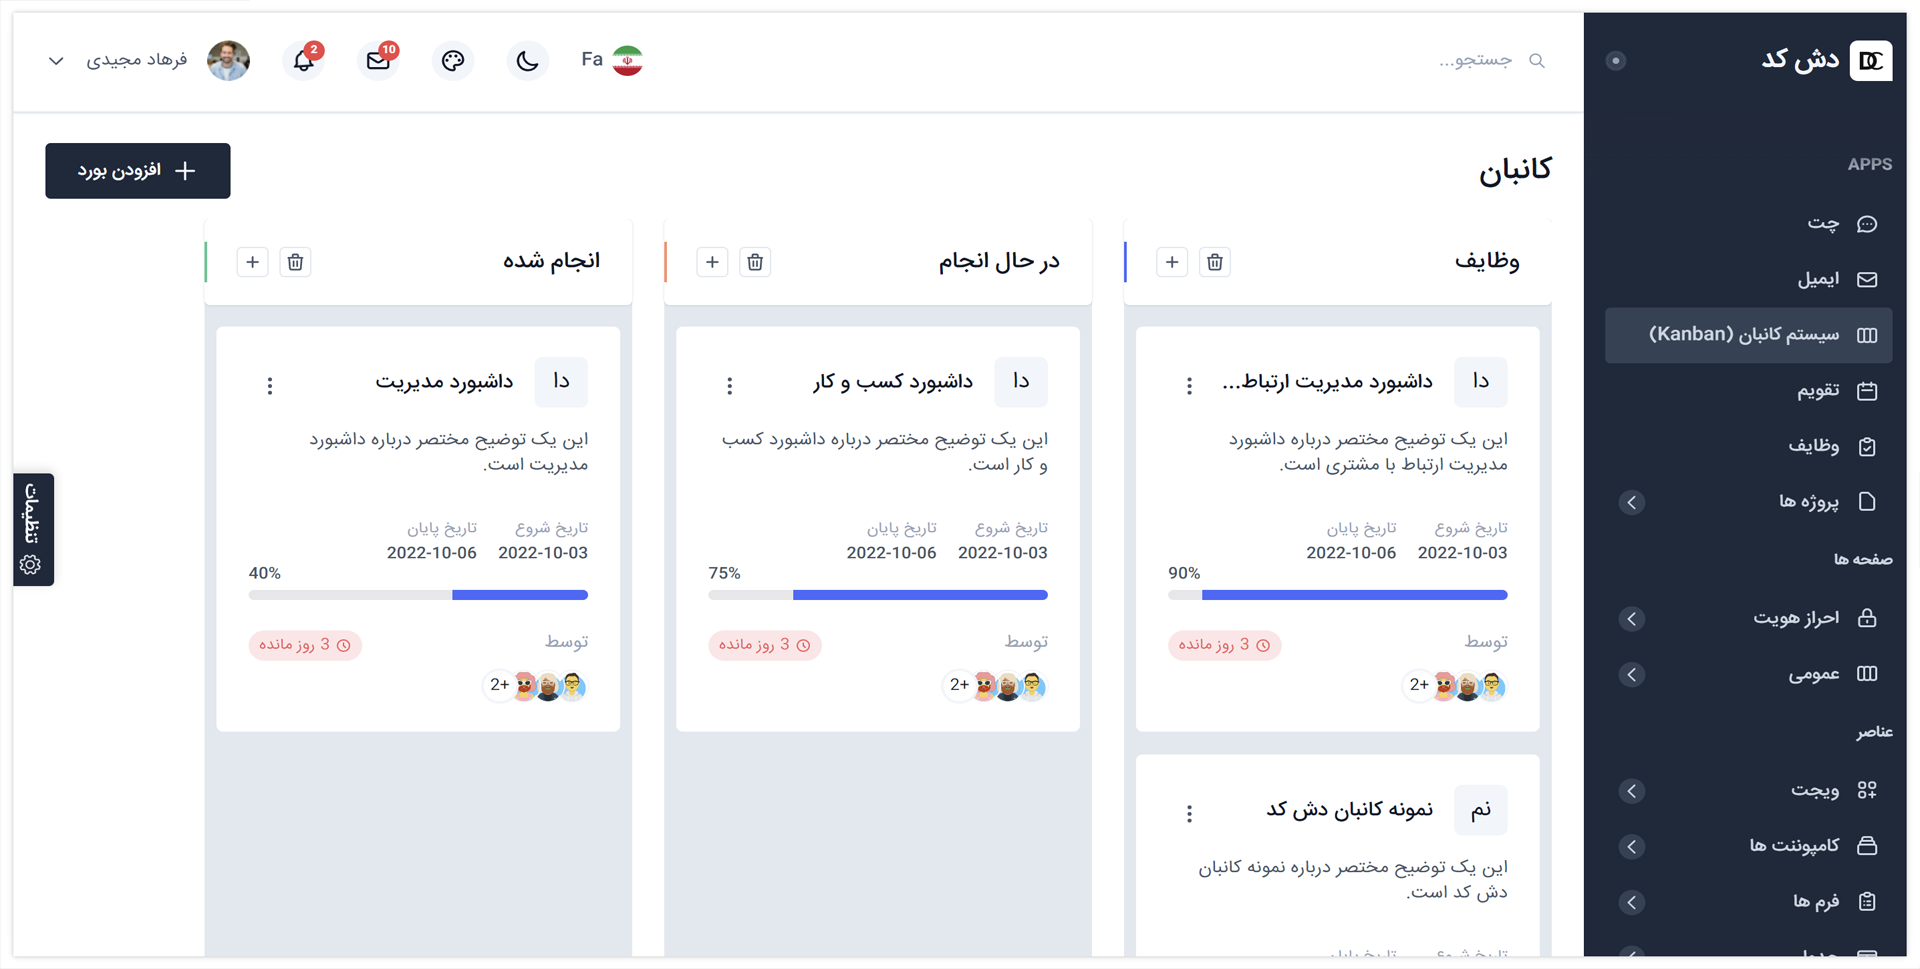 دش کد
جستجو...
Fa
10
2
فرهاد مجیدی
APPS
چت
ایمیل
سیستم کانبان (Kanban)
تقویم
وظایف
پروژه ها
صفحه ها
احراز هویت
عمومی
عناصر
ویجت
کامپوننت ها
فرم ها
کانبان
افزودن بورد
وظایف
دا
داشبورد مدیریت ارتباط...
این یک توضیح مختصر درباره داشبورد
مدیریت ارتباط با مشتری است.
تاریخ شروع تاریخ پایان
2022-10-03 2022-10-06
90%
توسط
3 روز مانده
2+
نم
نمونه کانبان دش کد
این یک توضیح مختصر درباره نمونه کانبان
دش کد است.
تاریخ شروع تاریخ پایان
در حال انجام
دا
داشبورد کسب و کار
این یک توضیح مختصر درباره داشبورد کسب
و کار است.
تاریخ شروع تاریخ پایان
2022-10-03 2022-10-06
75%
توسط
3 روز مانده
2+
انجام شده
دا
داشبورد مدیریت
این یک توضیح مختصر درباره داشبورد
مدیریت است.
تاریخ شروع تاریخ پایان
2022-10-03 2022-10-06
40%
توسط
3 روز مانده
2+
تنظیمات